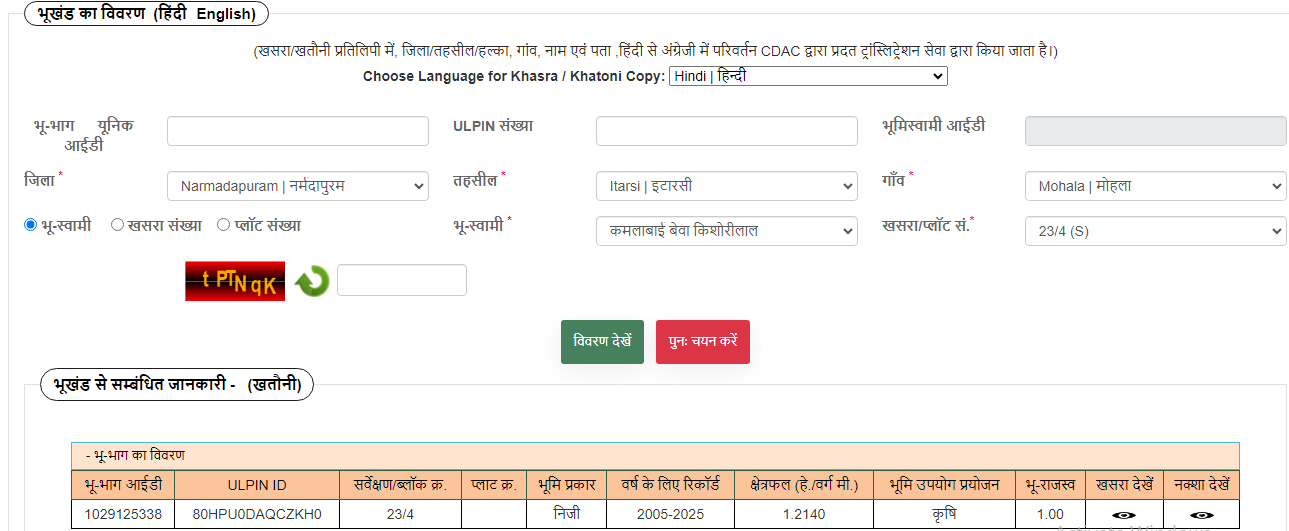 भूखंड का विवरण (हिंदी English)
(खसरा/खतौनी प्रतिलिपी में, जिला/तहसील/हल्का, गांव, नाम एवं पता ,हिंदी से अंग्रेजी में परिवर्तन CDAC द्वारा प्रदत ट्रांस्लिट्रेशन सेवा द्वारा किया जाता है।)
Choose Language for Khasra / Khatoni Copy: Hindi | हिन्दी
भू-भाग यूनिक आईडी ULPIN संख्या भूमिस्वामी आईडी
जिला * Narmadapuram | नर्मदापुरम तहसील * Itarsi | इटारसी गाँव * Mohala | मोहला
भू-स्वामी खसरा संख्या प्लॉट संख्या भू-स्वामी * कमलाबाई बेवा किशोरीलाल खसरा/प्लॉट सं.* 23/4 (S)
t PTNqK
विवरण देखें पुनः चयन करें
भूखंड से सम्बंधित जानकारी - (खतौनी)
- भू-भाग का विवरण
भू-भाग आईडी ULPIN ID सर्वेक्षण/ब्लॉक क्र. प्लाट क्र. भूमि प्रकार वर्ष के लिए रिकॉर्ड क्षेत्रफल (हे./वर्ग मी.) भूमि उपयोग प्रयोजन भू-राजस्व खसरा देखें नक्शा देखें
1029125338 80HPU0DAQCZKH0 23/4 निजी 2005-2025 1.2140 कृषि 1.00